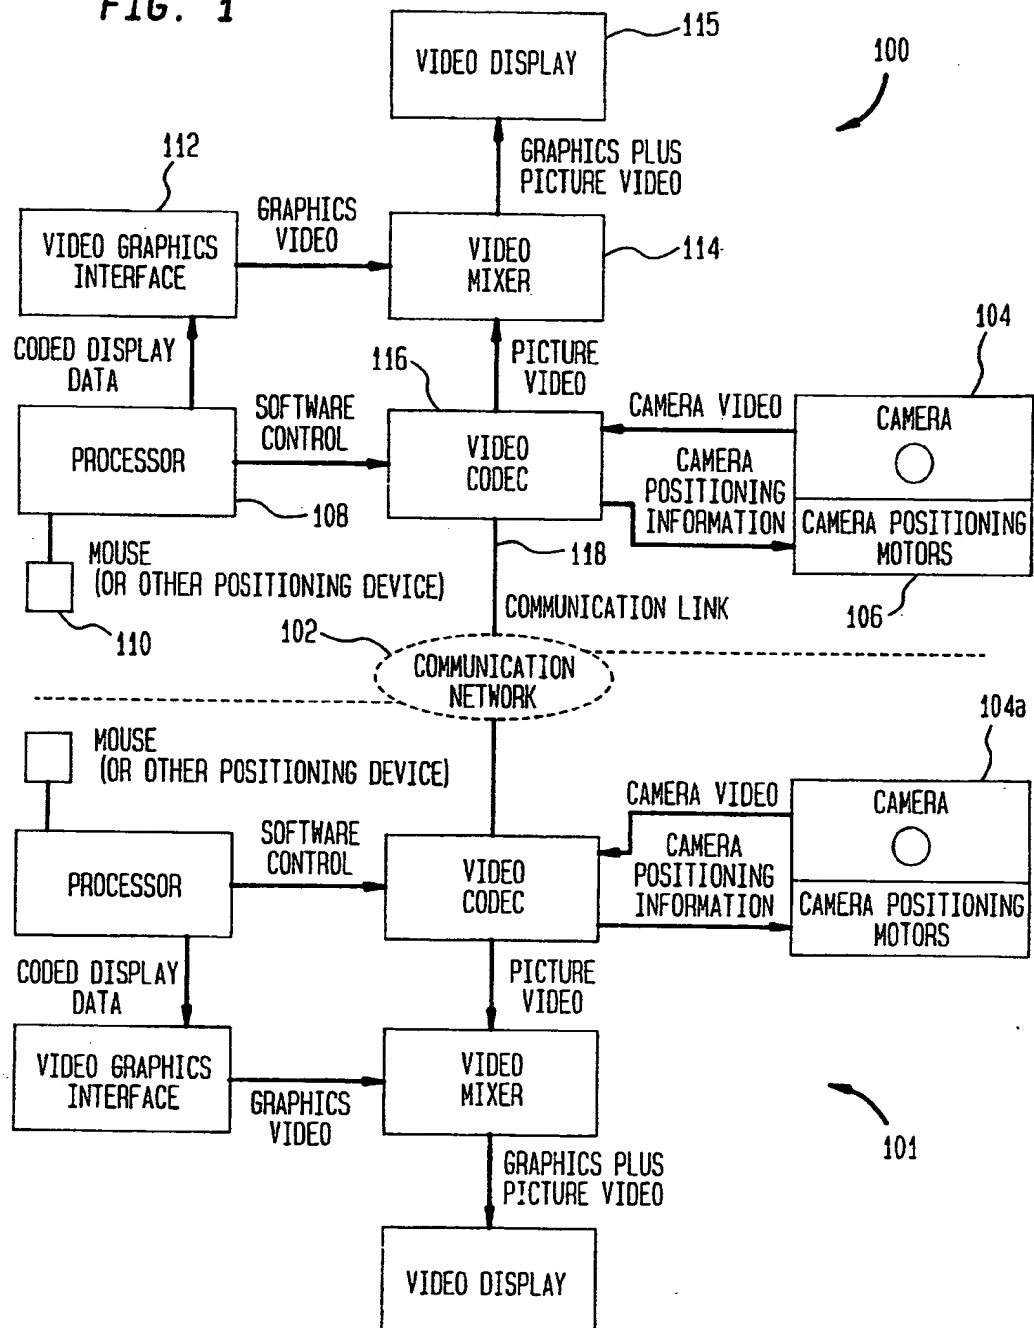 FIG. 1
VIDEO DISPLAY
115
100
GRAPHICS PLUS
PICTURE VIDEO
112
VIDEO GRAPHICS
INTERFACE
GRAPHICS
VIDEO
VIDEO
MIXER
114
CODED DISPLAY
DATA
116
PICTURE
VIDEO
104
PROCESSOR
108
SOFTWARE
CONTROL
VIDEO
CODEC
CAMERA VIDEO
CAMERA
POSITIONING
INFORMATION
CAMERA
CAMERA POSITIONING
MOTORS
106
MOUSE
(OR OTHER POSITIONING DEVICE)
110
118
COMMUNICATION LINK
102
COMMUNICATION
NETWORK
104a
MOUSE
(OR OTHER POSITIONING DEVICE)
PROCESSOR
SOFTWARE
CONTROL
VIDEO
CODEC
CAMERA VIDEO
CAMERA
POSITIONING
INFORMATION
CAMERA
CAMERA POSITIONING
MOTORS
CODED DISPLAY
DATA
PICTURE
VIDEO
VIDEO GRAPHICS
INTERFACE
GRAPHICS
VIDEO
VIDEO
MIXER
101
GRAPHICS PLUS
PICTURE VIDEO
VIDEO DISPLAY